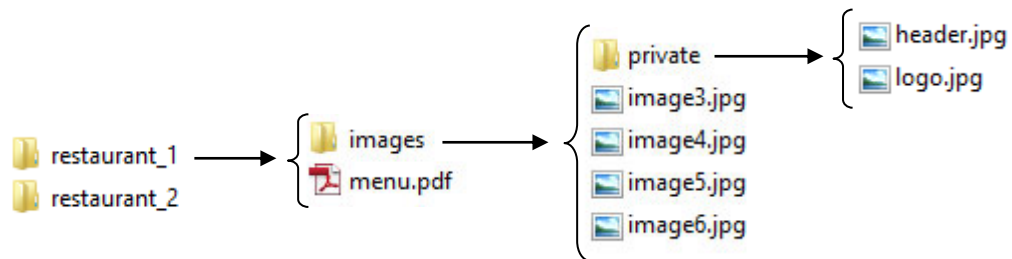 restaurant_1
restaurant_2
images
menu.pdf
private
image3.jpg
image4.jpg
image5.jpg
image6.jpg
header.jpg
logo.jpg